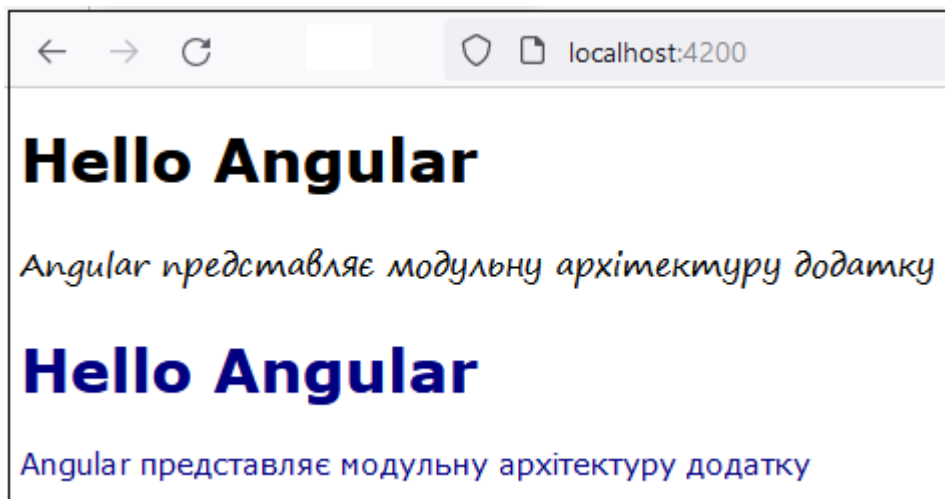 localhost:4200
Hello Angular
Angular представляє модульну архітектуру додатку
Hello Angular
Angular представляє модульну архітектуру додатку